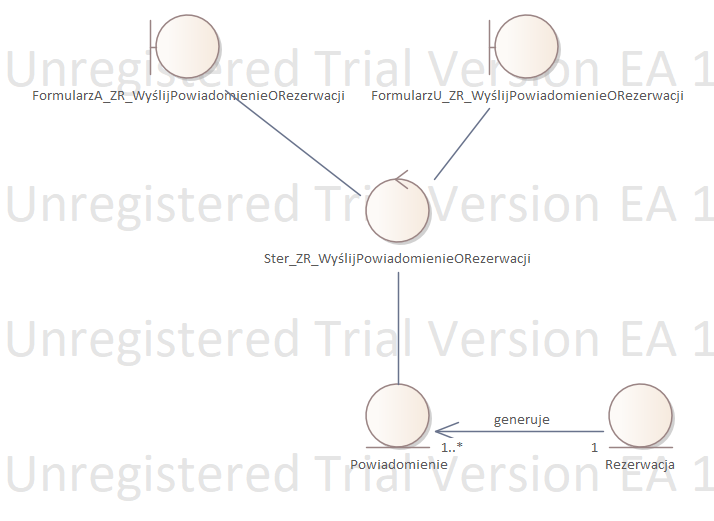 Unregistered Trial Version EA 1
FormularzA_ZR_WyślijPowiadomienieORezerwacji
FormularzU_ZR_WyślijPowiadomienieORezerwacji
Unregistered Trial Version EA 1
Ster_ZR_WyślijPowiadomienieORezerwacji
Unregistered Trial Version EA 1
generuje
1..*
1
Powiadomienie
Rezerwacja
Unregistered Trial Version EA 1